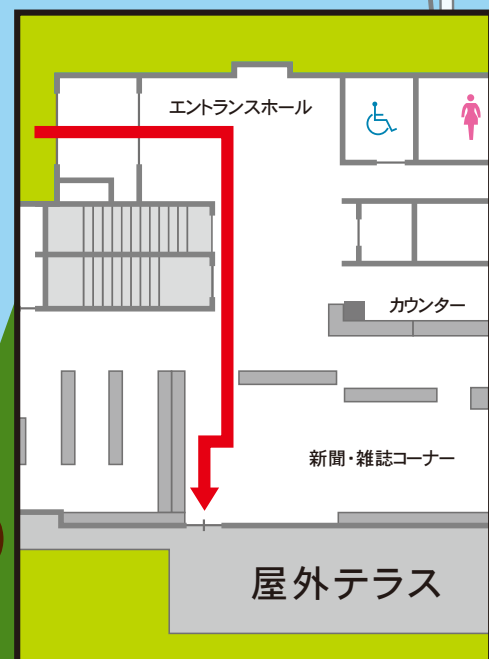 エントランスホール
カウンター
新聞・雑誌コーナー
屋外テラス